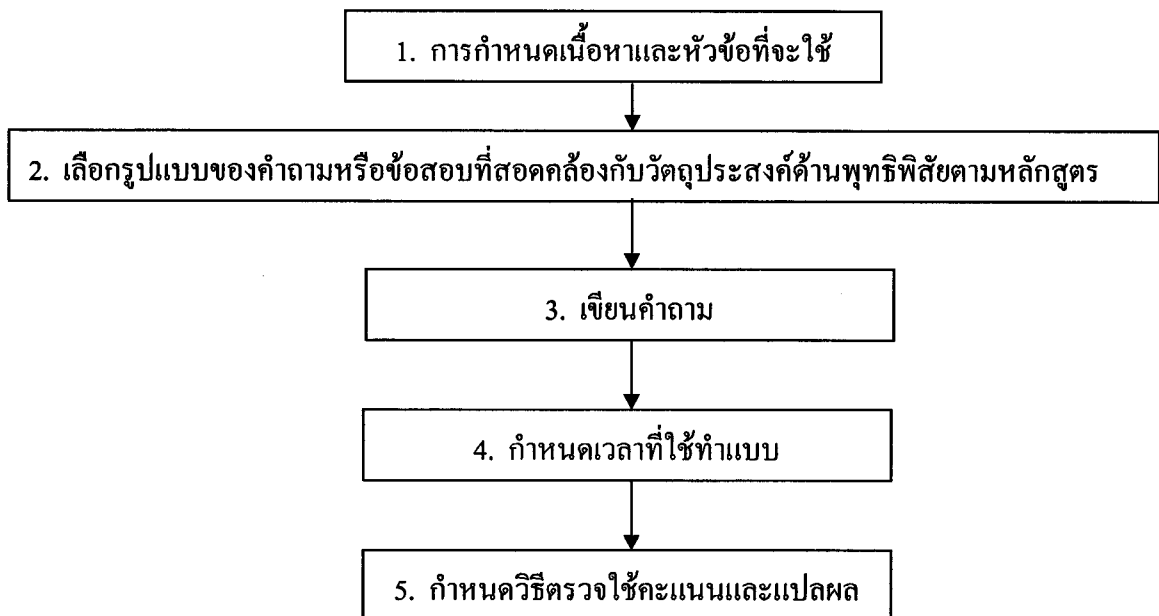 1. การกำหนดเนื้อหาและหัวข้อที่จะใช้
2. เลือกรูปแบบของคำถามหรือข้อสอบที่สอดคล้องกับวัตถุประสงค์ด้านพุทธิพิสัยตามหลักสูตร
3. เขียนคำถาม
4. กำหนดเวลาที่ใช้ทำแบบ
5. กำหนดวิธีตรวจใช้คะแนนและแปลผล